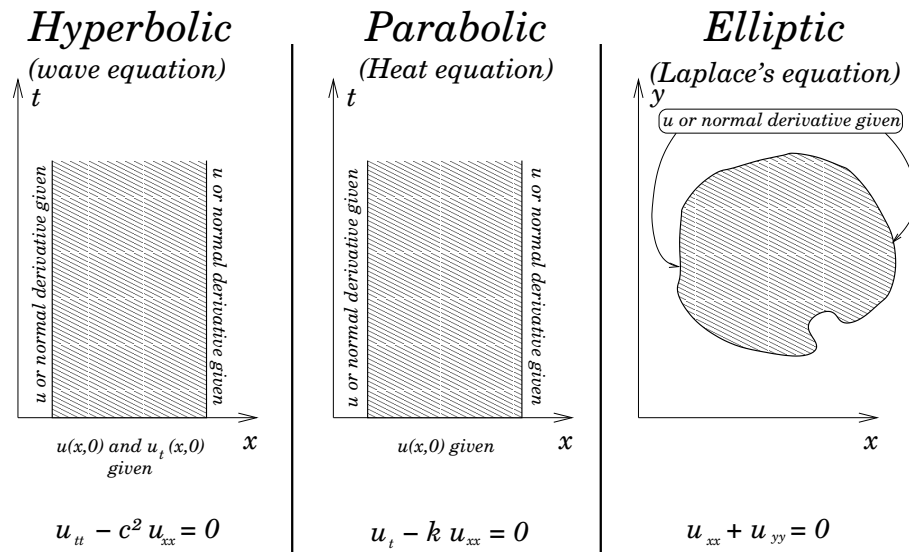 Hyperbolic
(wave equation)
t
u or normal derivative given
u or normal derivative given
x
u(x,0) and u_t (x,0)
given
u_tt − c² u_xx = 0
Parabolic
(Heat equation)
t
u or normal derivative given
u or normal derivative given
x
u(x,0) given
u_t − k u_xx = 0
Elliptic
(Laplace's equation)
y
u or normal derivative given
x
u_xx + u_yy = 0